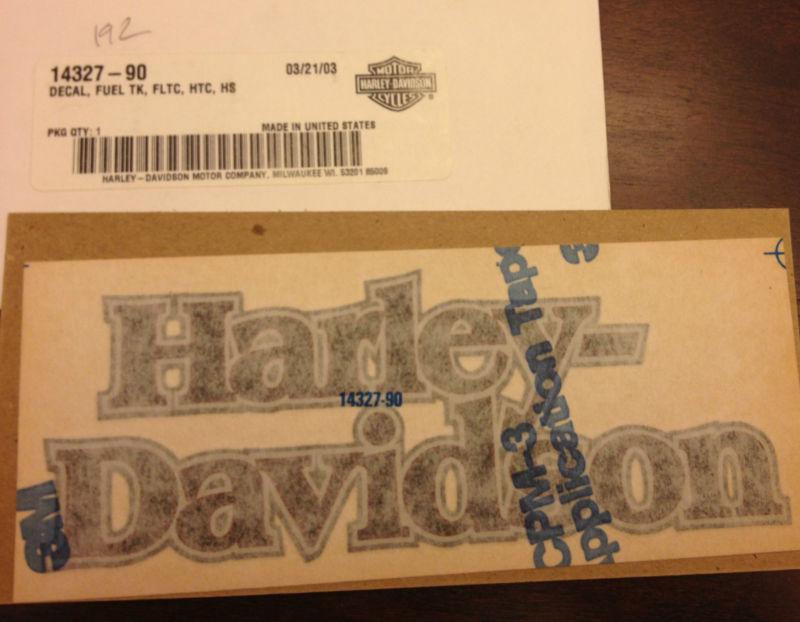 192
14327-90
03/21/03
DECAL, FUEL TK, FLTC, HTC, HS
MOTOR
HARLEY-DAVIDSON
CYCLES
®
PKG QTY: 1
MADE IN UNITED STATES
HARLEY-DAVIDSON MOTOR COMPANY, MILWAUKEE WI. 53201
Harley-
14327-90
Davidson
3M
CPM-3
Application Tape
3